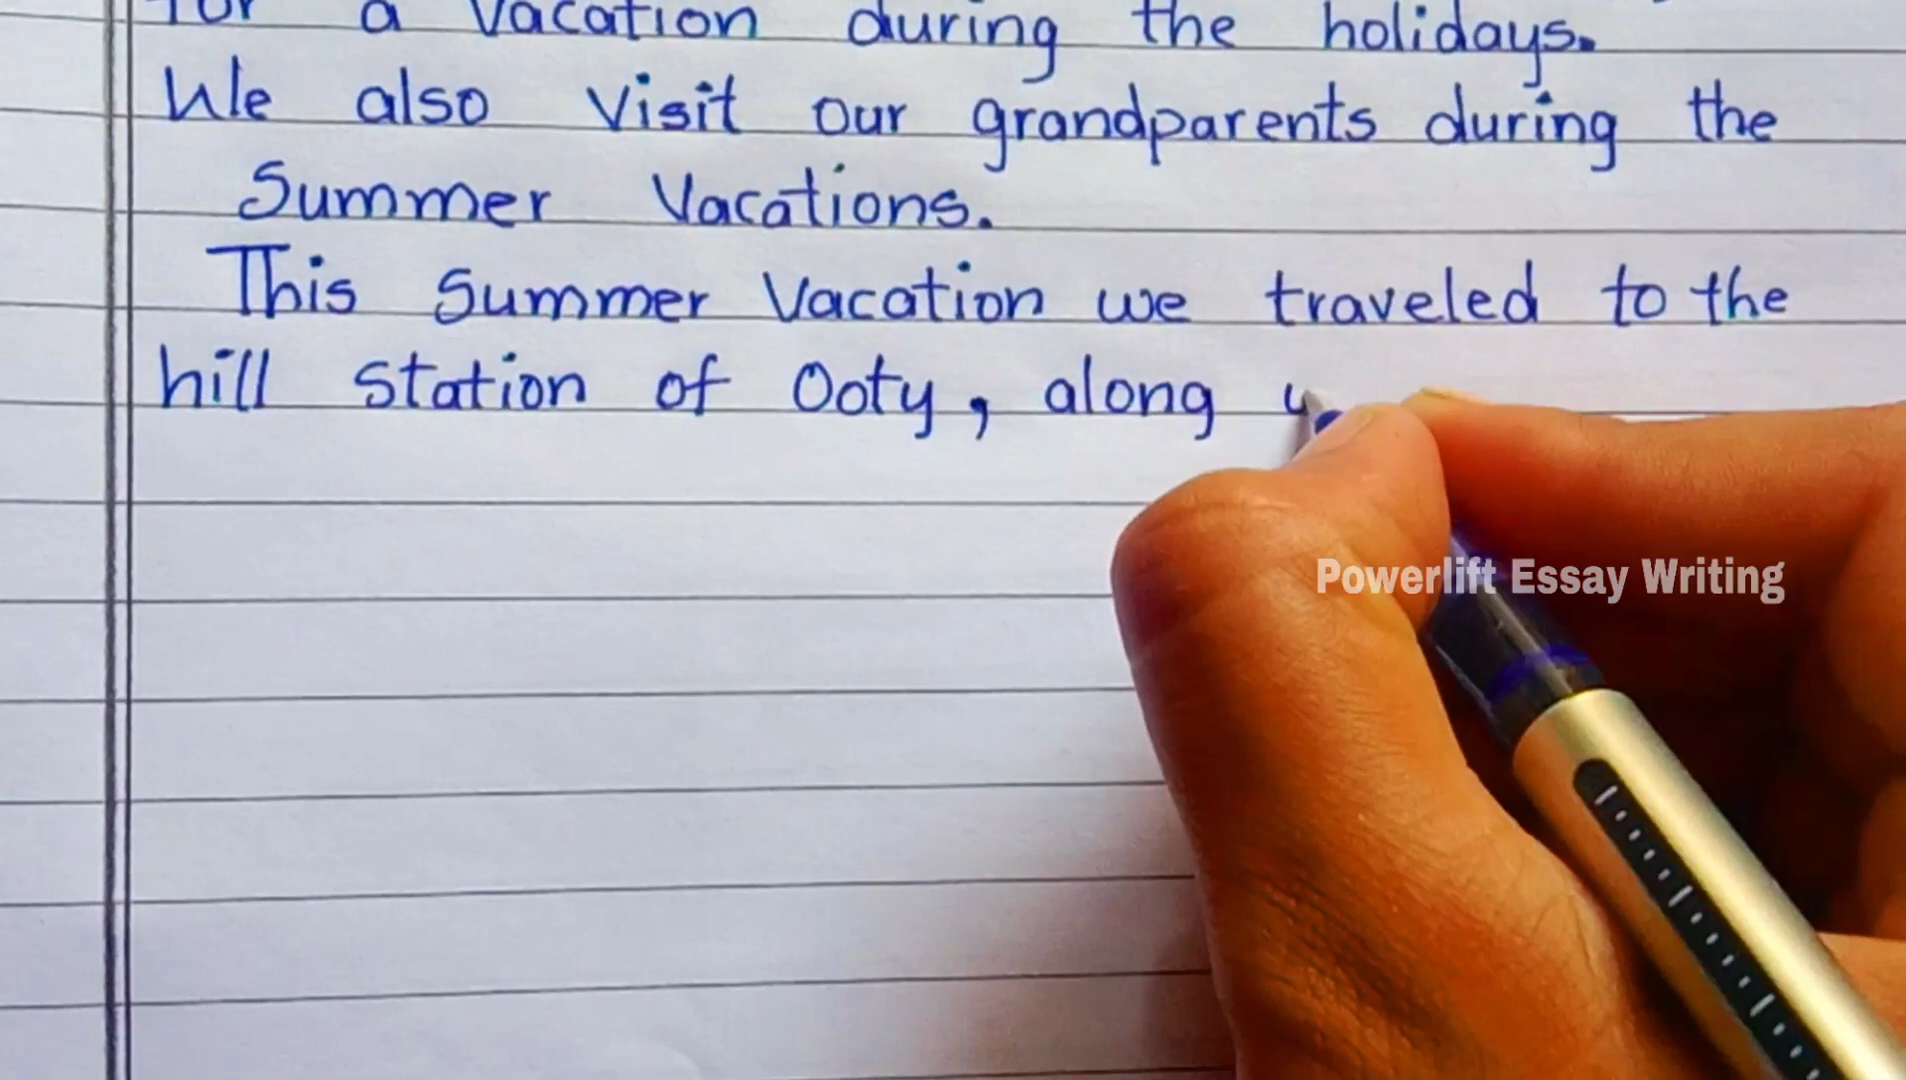 for a vacation during the holidays.
We also visit our grandparents during the
Summer Vacations.
This Summer Vacation we traveled to the
hill station of Ooty, along
Powerlift Essay Writing